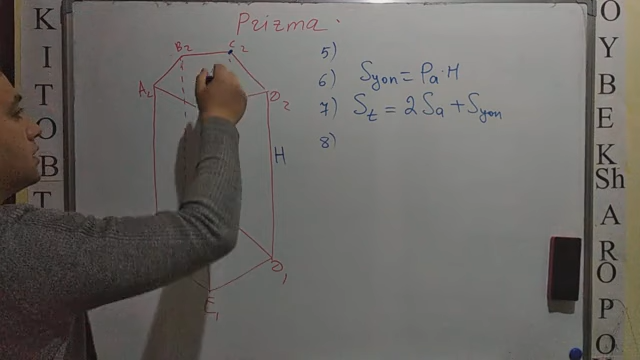 Prizma.
5)
6) Syon = Pa · H
7) St = 2Sa + Syon
8)
B2
C2
A2
D2
H
D1
E1
K
I
T
O
B
T
O
Y
B
E
K
Sh
A
R
O
P
O